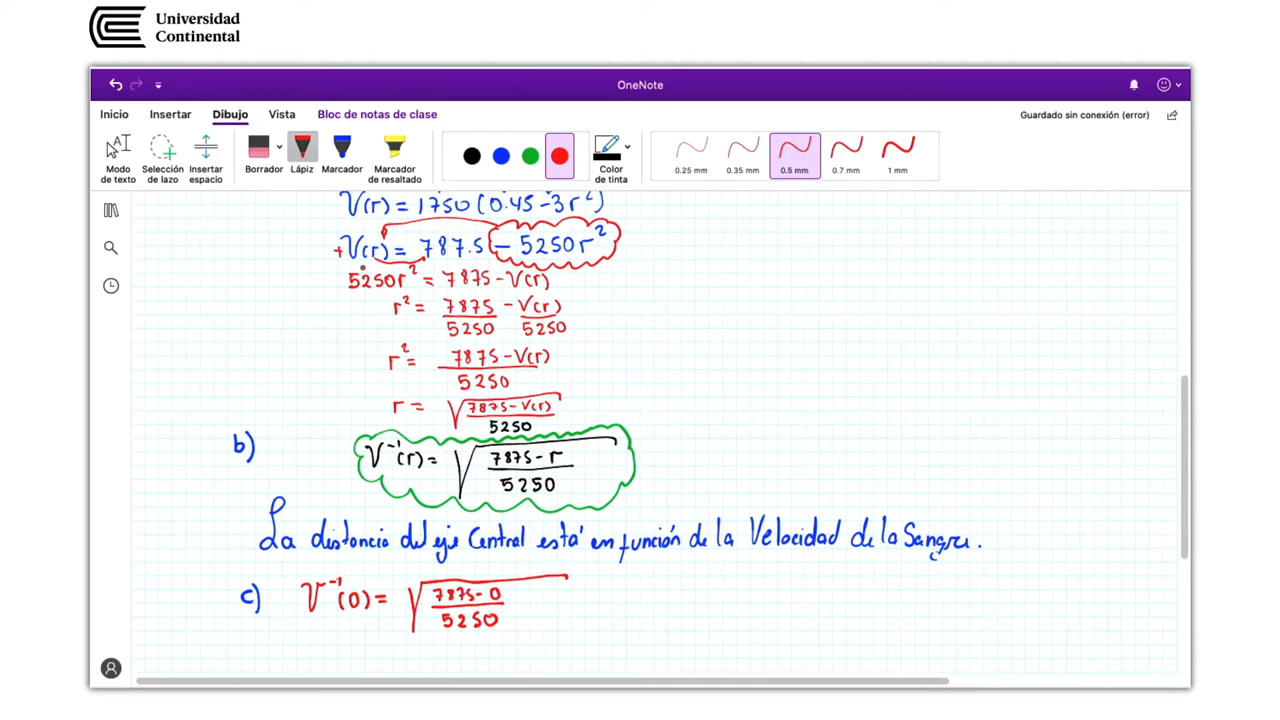 Universidad
Continental
OneNote
Inicio Insertar Dibujo Vista Bloc de notas de clase Guardado sin conexión (error)
Modo de texto Selección de lazo Insertar espacio Borrador Lápiz Marcador Marcador de resaltado Color de tinta 0.25 mm 0.35 mm 0.5 mm 0.7 mm 1 mm
V(r) = 1750 (0.45 - 3r²)
+V(r) = 787.5 - 5250r²
5250r² = 7875 - V(r)
r² = 7875/5250 - V(r)/5250
r² = (7875 - V(r))/5250
r = √((7875 - V(r))/5250)
b) V⁻¹(r) = √((7875 - r)/5250)
La distancia del eje Central está en función de la Velocidad de la Sangre.
c) V⁻¹(0) = √((7875 - 0)/5250)